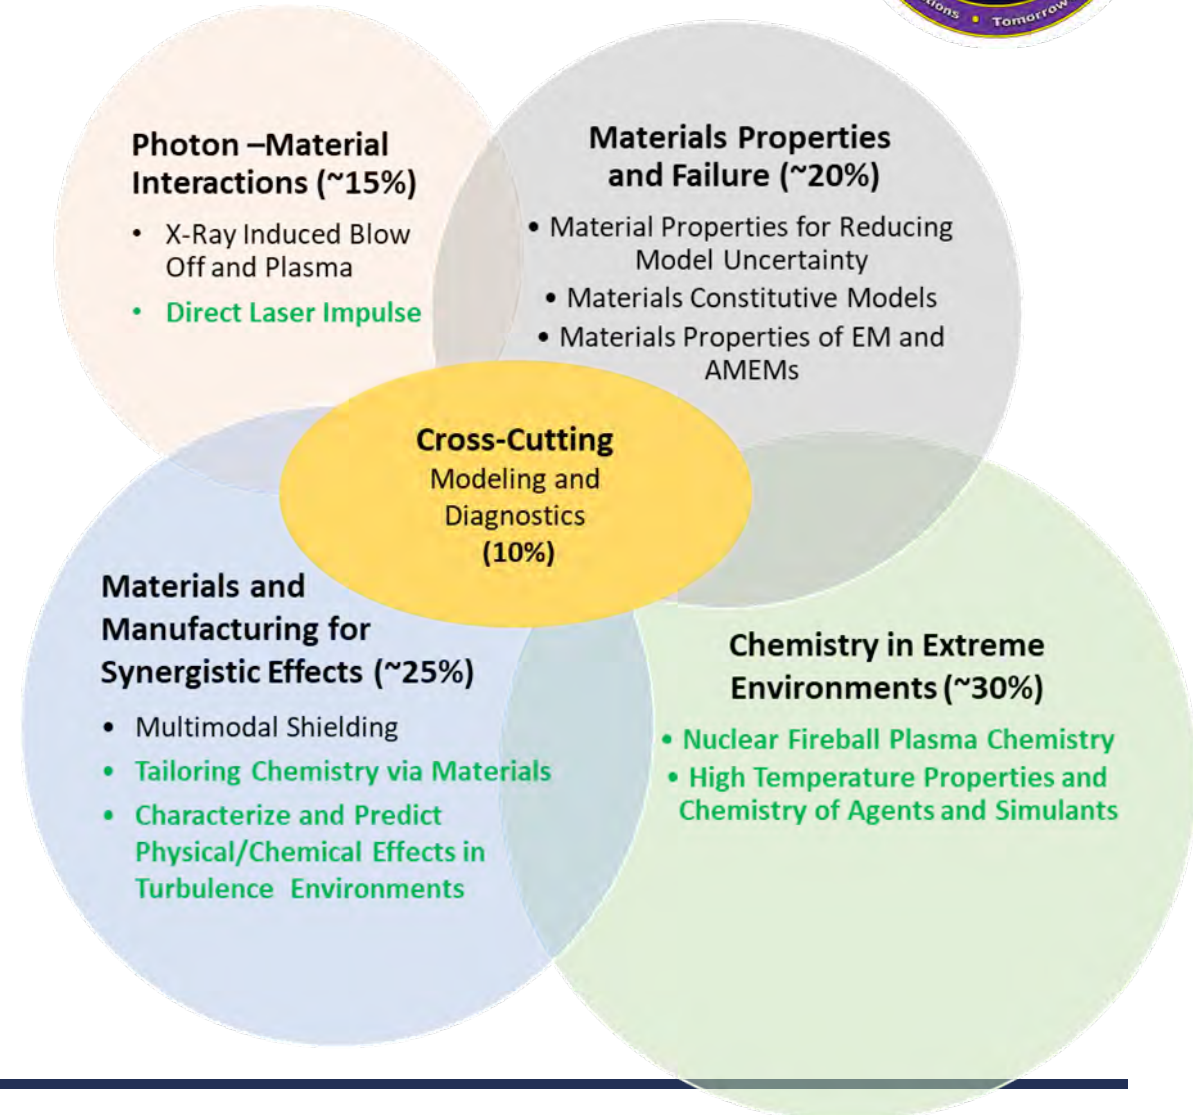 Tomorrow
Photon –Material
Interactions (~15%)
• X-Ray Induced Blow
Off and Plasma
• Direct Laser Impulse
Materials Properties
and Failure (~20%)
• Material Properties for Reducing
Model Uncertainty
• Materials Constitutive Models
• Materials Properties of EM and
AMEMs
Cross-Cutting
Modeling and
Diagnostics
(10%)
Materials and
Manufacturing for
Synergistic Effects (~25%)
• Multimodal Shielding
• Tailoring Chemistry via Materials
• Characterize and Predict
Physical/Chemical Effects in
Turbulence Environments
Chemistry in Extreme
Environments (~30%)
• Nuclear Fireball Plasma Chemistry
• High Temperature Properties and
Chemistry of Agents and Simulants